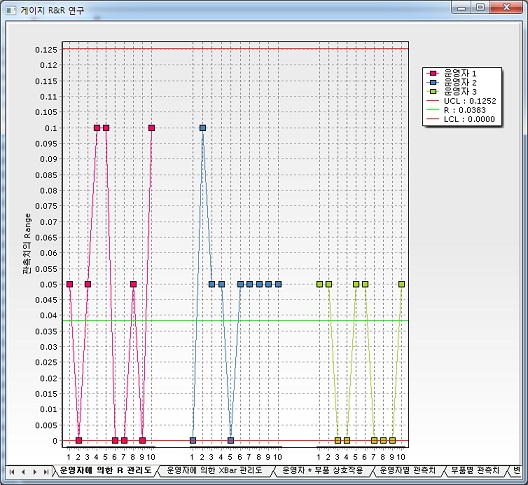 게이지 R&R 연구
운영자 1
운영자 2
운영자 3
UCL : 0.1252
R : 0.0383
LCL : 0.0000
관측치의 Range
0.125
0.12
0.115
0.11
0.105
0.1
0.095
0.09
0.085
0.08
0.075
0.07
0.065
0.06
0.055
0.05
0.045
0.04
0.035
0.03
0.025
0.02
0.015
0.01
0.005
0
1 2 3 4 5 6 7 8 9 10 1 2 3 4 5 6 7 8 9 10 1 2 3 4 5 6 7 8 9 10
운영자에 의한 R 관리도 운영자에 의한 XBar 관리도 운영자 * 부품 상호작용 운영자별 관측치 부품별 관측치 변